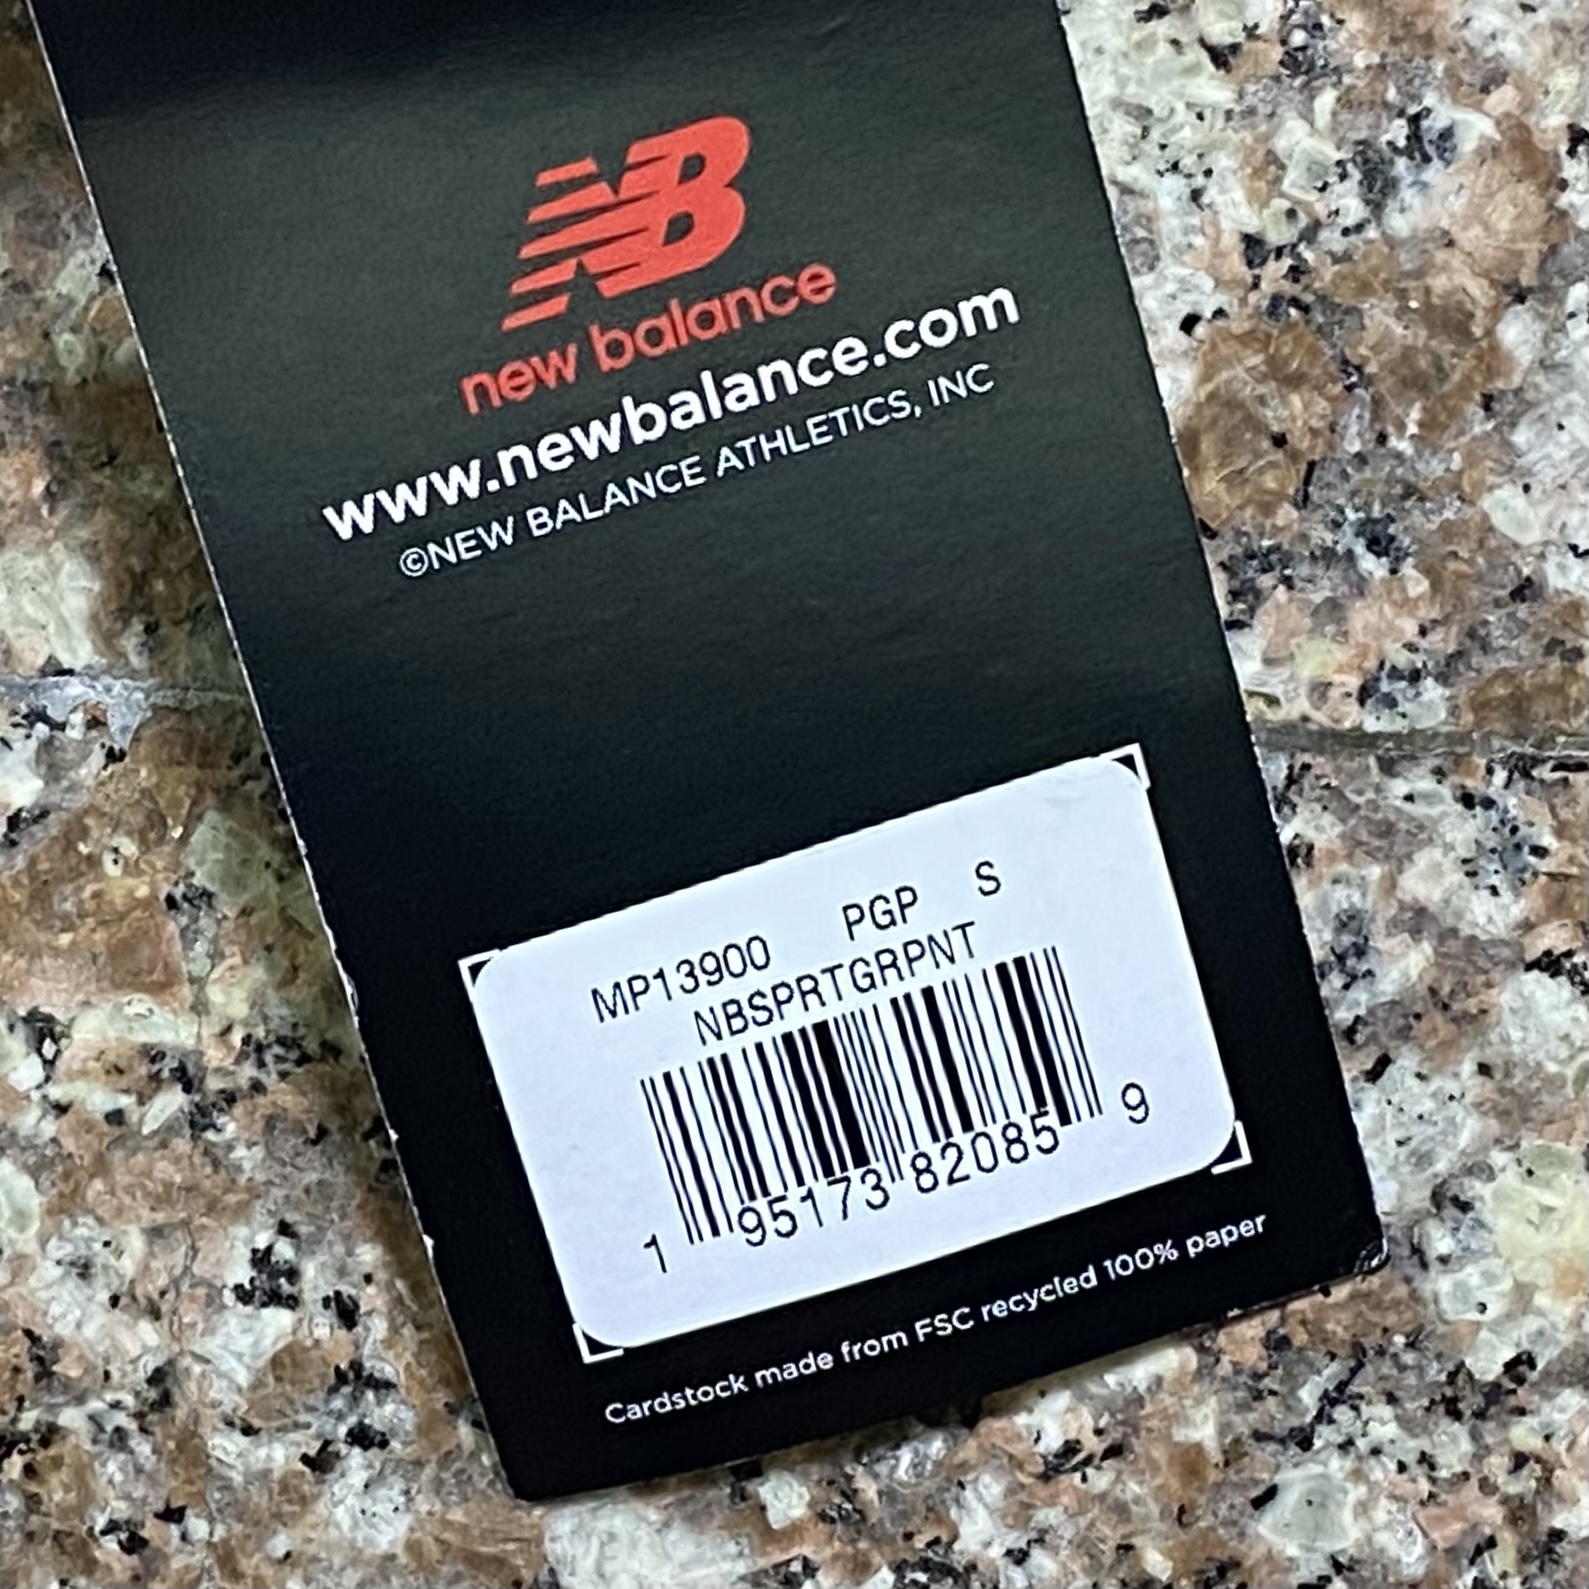 NB
new balance
www.newbalance.com
©NEW BALANCE ATHLETICS, INC
MP13900 PGP S
NBSPRTGRPNT
1 95173 82085 9
Cardstock made from FSC recycled 100% paper